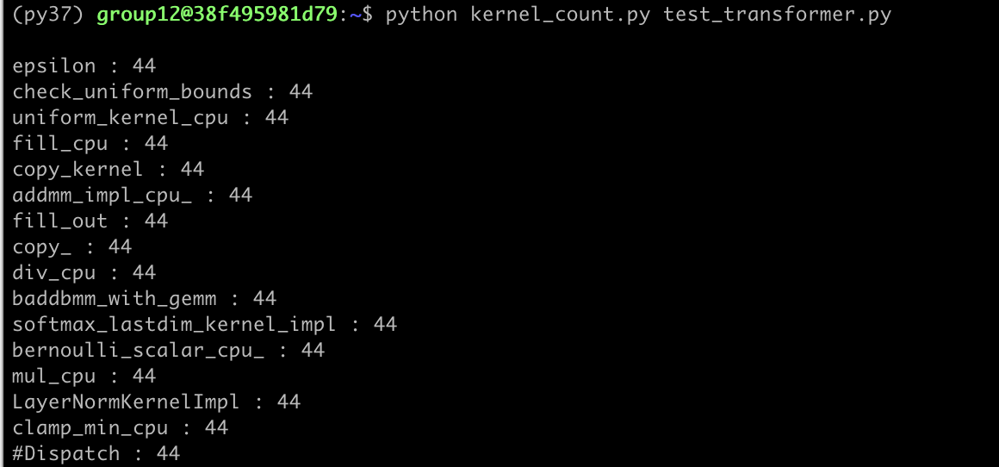 (py37) group12@38f495981d79:~$ python kernel_count.py test_transformer.py
epsilon : 44
check_uniform_bounds : 44
uniform_kernel_cpu : 44
fill_cpu : 44
copy_kernel : 44
addmm_impl_cpu_ : 44
fill_out : 44
copy_ : 44
div_cpu : 44
baddbmm_with_gemm : 44
softmax_lastdim_kernel_impl : 44
bernoulli_scalar_cpu_ : 44
mul_cpu : 44
LayerNormKernelImpl : 44
clamp_min_cpu : 44
#Dispatch : 44